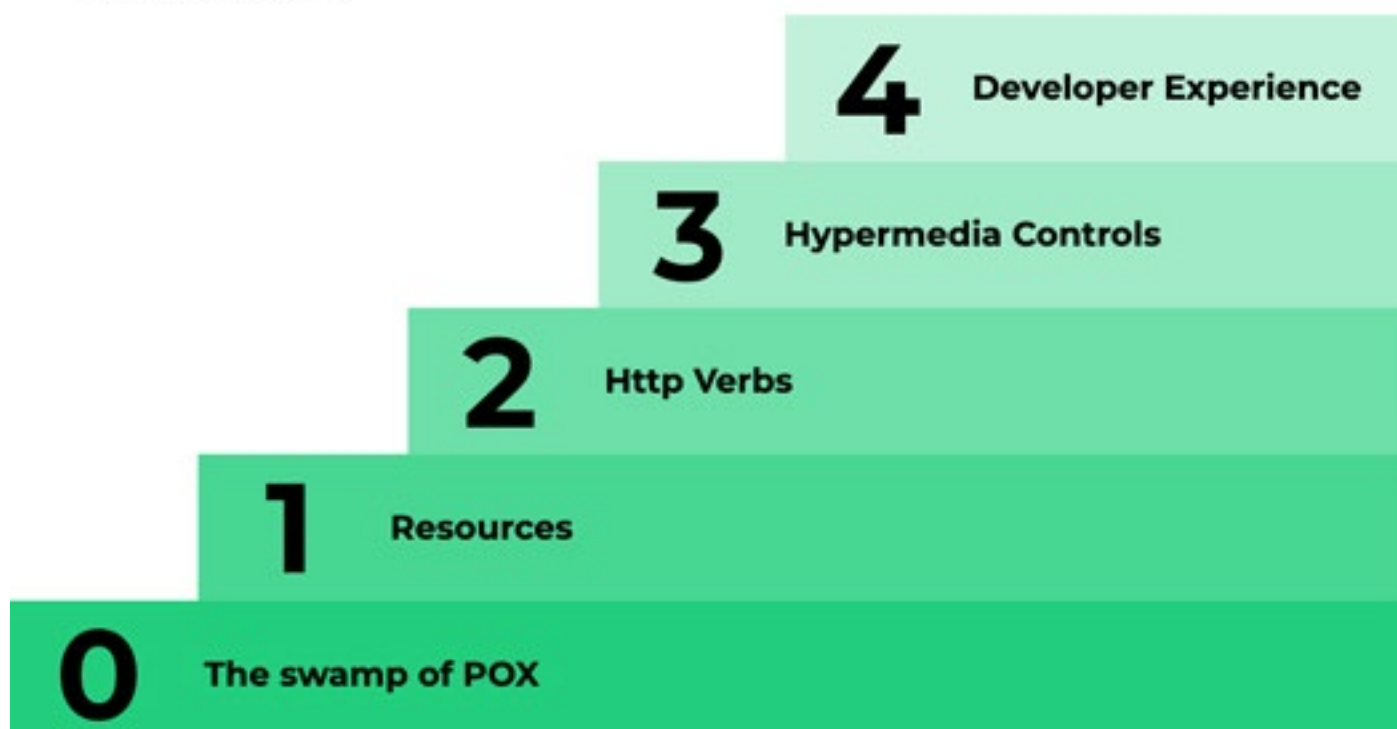 4 Developer Experience
3 Hypermedia Controls
2 Http Verbs
1 Resources
0 The swamp of POX